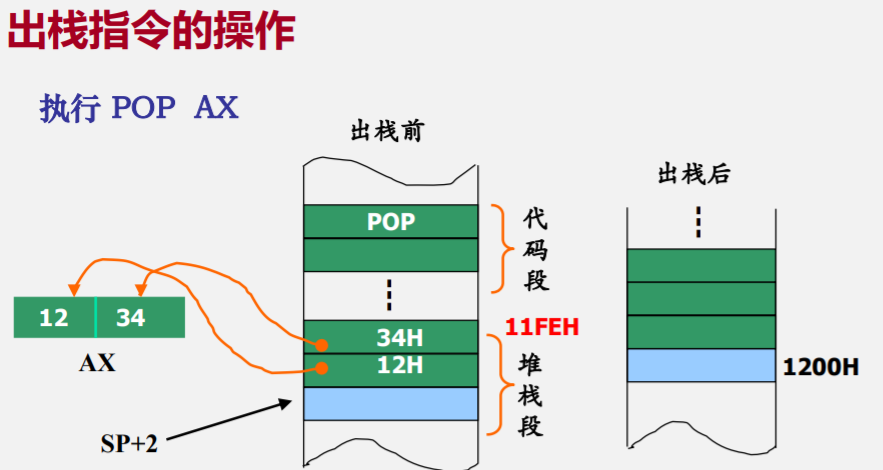 出栈指令的操作
执行 POP AX
出栈前
出栈后
POP
代码段
12 34
AX
34H
11FEH
12H
堆栈段
1200H
SP+2